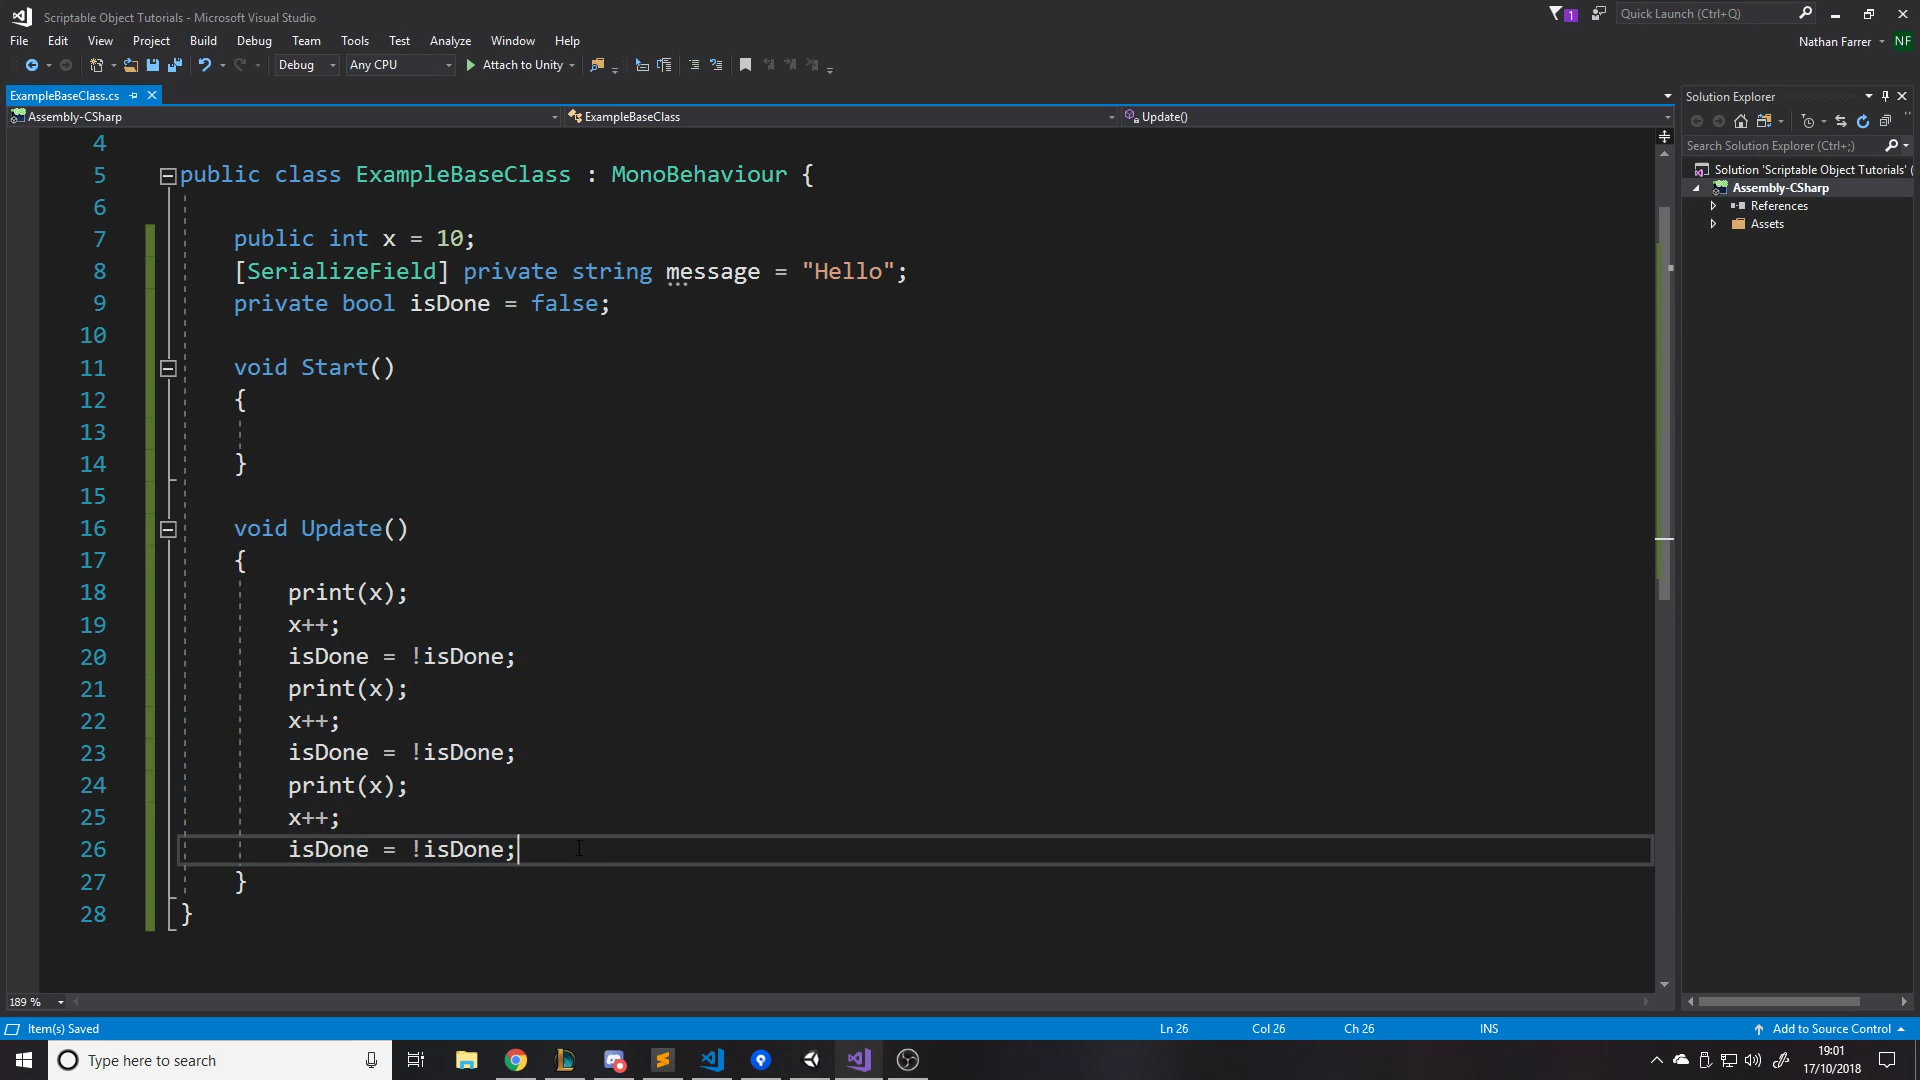 Scriptable Object Tutorials - Microsoft Visual Studio
1
Quick Launch (Ctrl+Q)
File Edit View Project Build Debug Team Tools Test Analyze Window Help
Nathan Farrer NF
Debug Any CPU Attach to Unity
ExampleBaseClass.cs
Solution Explorer
Assembly-CSharp ExampleBaseClass Update()
Search Solution Explorer (Ctrl+;)
Solution 'Scriptable Object Tutorials' (
Assembly-CSharp
References
Assets
4
5 public class ExampleBaseClass : MonoBehaviour {
6
7 public int x = 10;
8 [SerializeField] private string message = "Hello";
9 private bool isDone = false;
10
11 void Start()
12 {
13
14 }
15
16 void Update()
17 {
18 print(x);
19 x++;
20 isDone = !isDone;
21 print(x);
22 x++;
23 isDone = !isDone;
24 print(x);
25 x++;
26 isDone = !isDone;
27 }
28 }
189 %
Item(s) Saved Ln 26 Col 26 Ch 26 INS Add to Source Control
Type here to search
19:01
17/10/2018